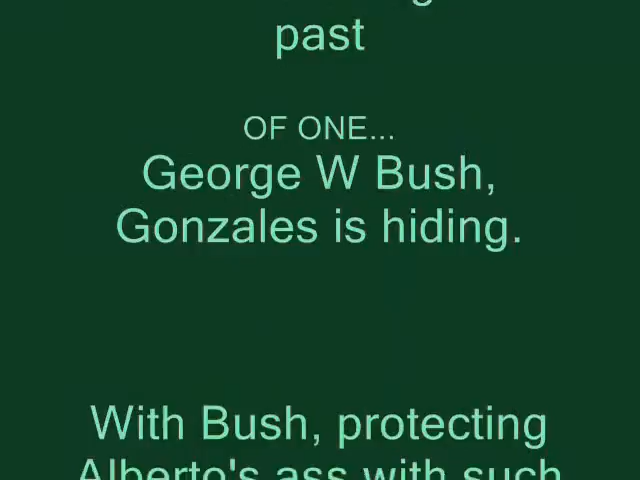 past
OF ONE...
George W Bush,
Gonzales is hiding.
With Bush, protecting
Alberto's ass with such